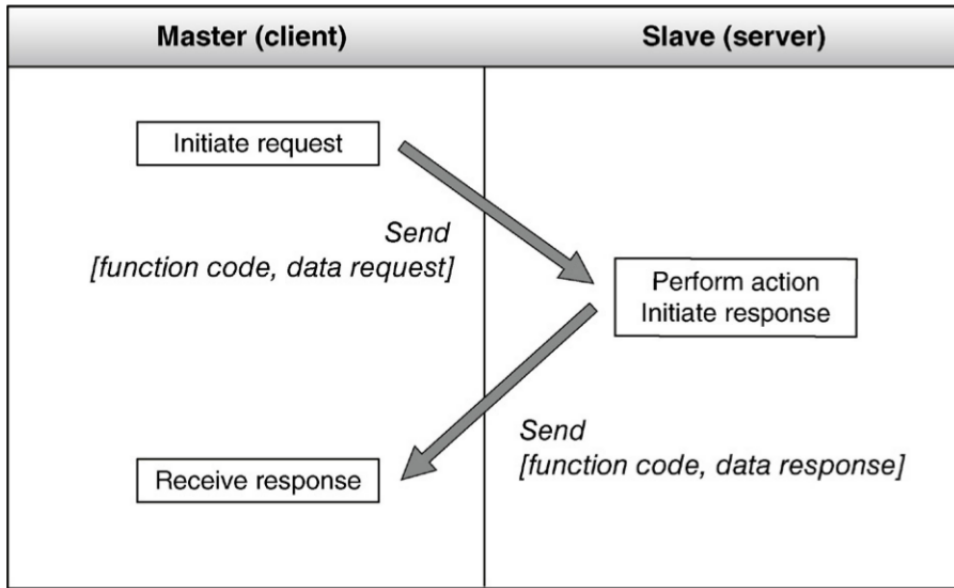 Master (client)
Slave (server)
Initiate request
Send
[function code, data request]
Perform action
Initiate response
Send
[function code, data response]
Receive response